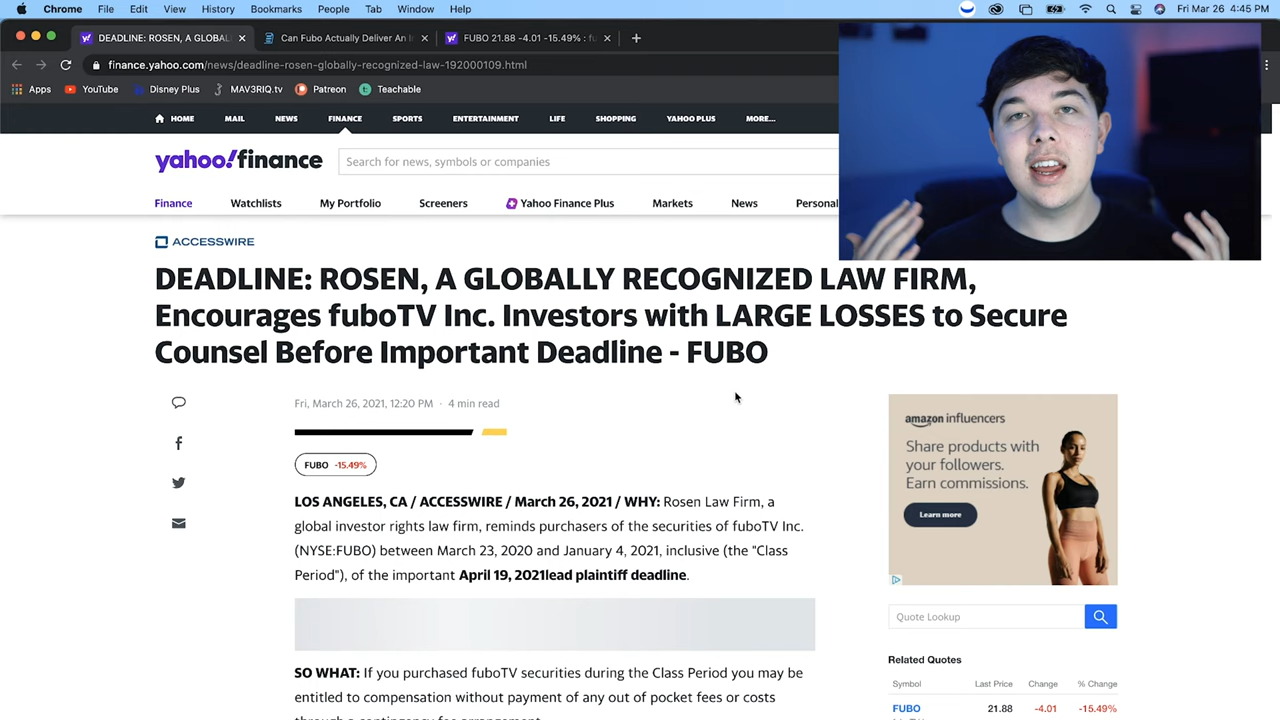 Chrome File Edit View History Bookmarks People Tab Window Help Fri Mar 26 4:45 PM
DEADLINE: ROSEN, A GLOBAL Can Fubo Actually Deliver An I FUBO 21.88 -4.01 -15.49% : fu
finance.yahoo.com/news/deadline-rosen-globally-recognized-law-192000109.html
Apps YouTube Disney Plus MAV3RIQ.tv Patreon Teachable
HOME MAIL NEWS FINANCE SPORTS ENTERTAINMENT LIFE SHOPPING YAHOO PLUS MORE...
yahoo!finance Search for news, symbols or companies
Finance Watchlists My Portfolio Screeners Yahoo Finance Plus Markets News Personal
ACCESSWIRE
DEADLINE: ROSEN, A GLOBALLY RECOGNIZED LAW FIRM,
Encourages fuboTV Inc. Investors with LARGE LOSSES to Secure
Counsel Before Important Deadline - FUBO
Fri, March 26, 2021, 12:20 PM · 4 min read
FUBO -15.49%
LOS ANGELES, CA / ACCESSWIRE / March 26, 2021 / WHY: Rosen Law Firm, a
global investor rights law firm, reminds purchasers of the securities of fuboTV Inc.
(NYSE:FUBO) between March 23, 2020 and January 4, 2021, inclusive (the "Class
Period"), of the important April 19, 2021lead plaintiff deadline.
SO WHAT: If you purchased fuboTV securities during the Class Period you may be
entitled to compensation without payment of any out of pocket fees or costs
through a contingency fee arrangement.
amazon influencers
Share products with
your followers.
Earn commissions.
Learn more
Quote Lookup
Related Quotes
Symbol Last Price Change % Change
FUBO 21.88 -4.01 -15.49%